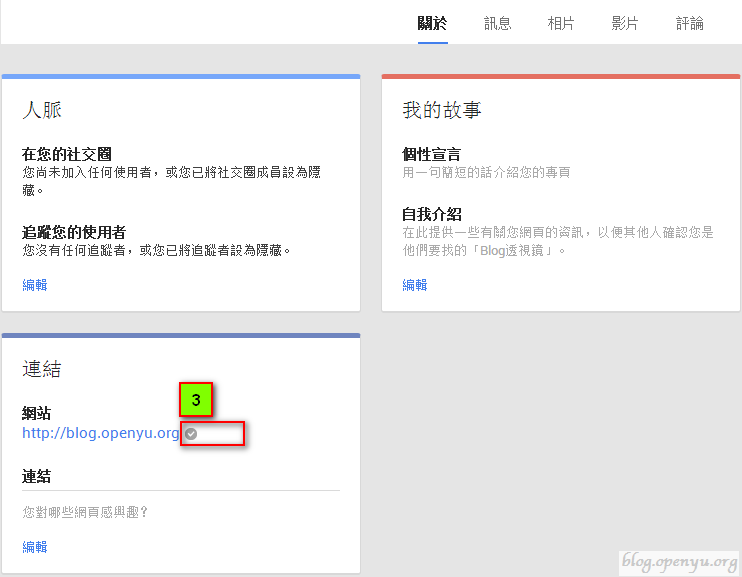 關於 訊息 相片 影片 評論
人脈
在您的社交圈
您尚未加入任何使用者，或您已將社交圈成員設為隱
藏。
追蹤您的使用者
您沒有任何追蹤者，或您已將追蹤者設為隱藏。
編輯
我的故事
個性宣言
用一句簡短的話介紹您的專頁
自我介紹
在此提供一些有關您網頁的資訊，以便其他人確認您是
他們要找的「Blog透視鏡」。
編輯
連結
3
網站
http://blog.openyu.org
連結
您對哪些網頁感興趣?
編輯
blog.openyu.org